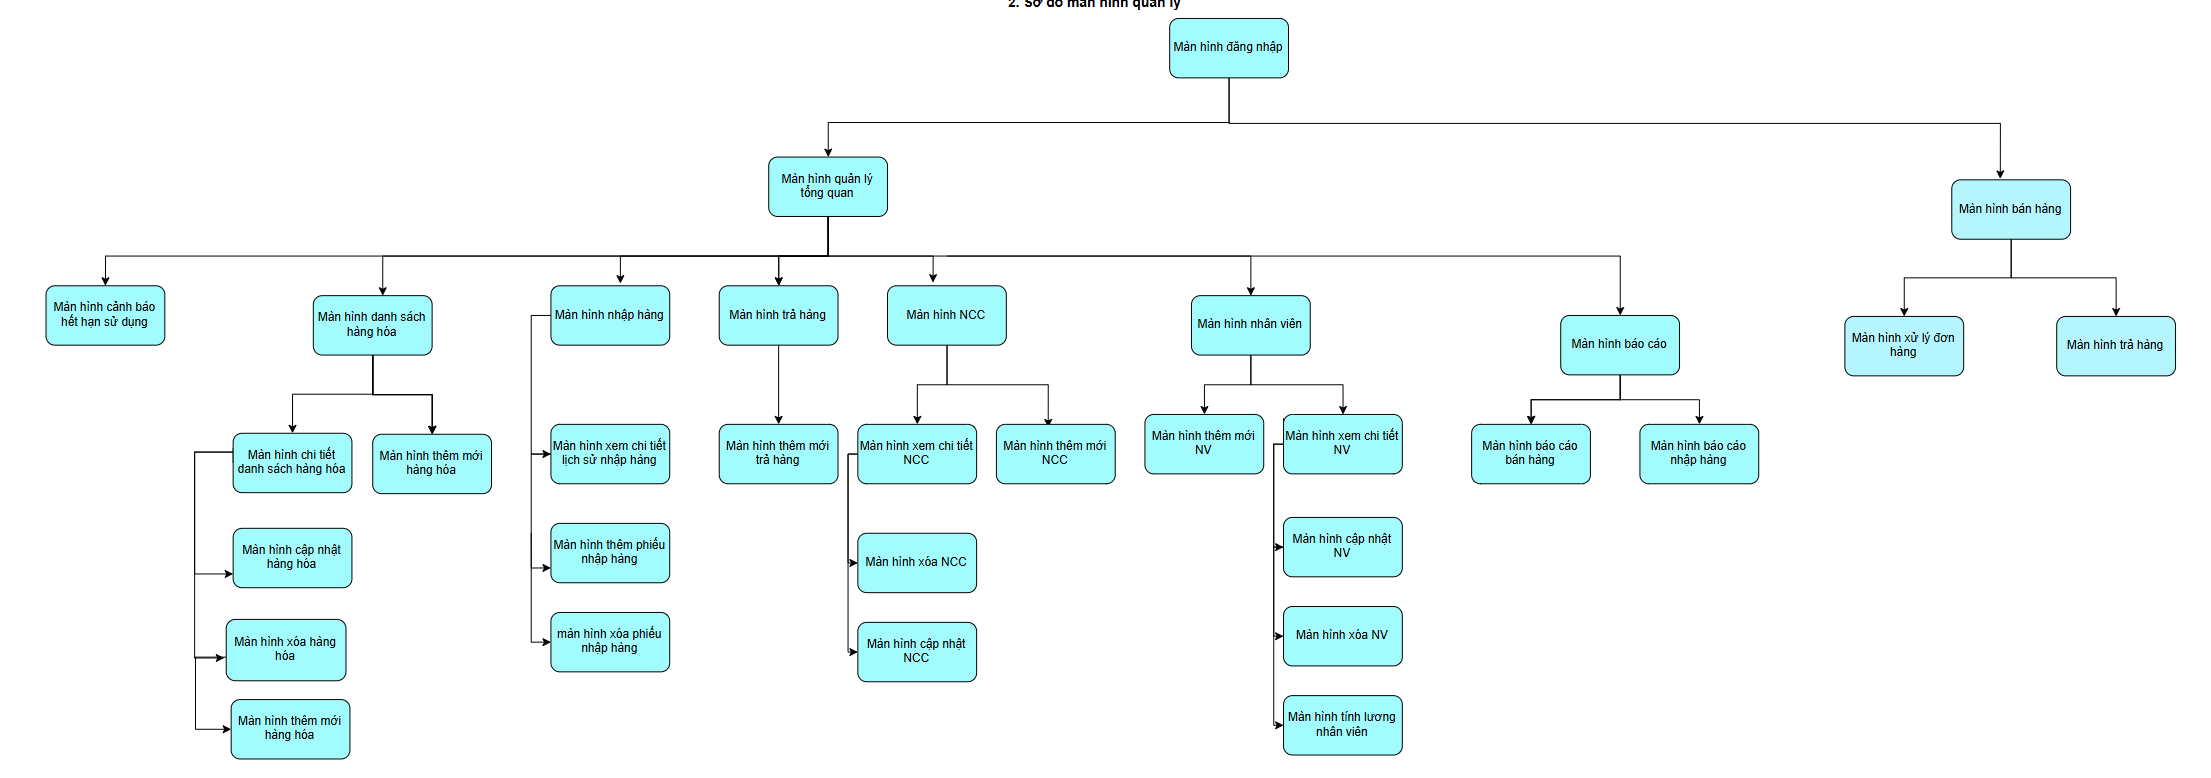 2. Sơ đồ màn hình quản lý
Màn hình đăng nhập
Màn hình quản lý
tổng quan
Màn hình bán hàng
Màn hình cảnh báo
hết hạn sử dụng
Màn hình danh sách
hàng hóa
Màn hình nhập hàng
Màn hình trả hàng
Màn hình NCC
Màn hình nhân viên
Màn hình báo cáo
Màn hình xử lý đơn
hàng
Màn hình trả hàng
Màn hình chi tiết
danh sách hàng hóa
Màn hình thêm mới
hàng hóa
Màn hình xem chi tiết
lịch sử nhập hàng
Màn hình thêm mới
trả hàng
Màn hình xem chi tiết
NCC
Màn hình thêm mới
NCC
Màn hình thêm mới
NV
Màn hình xem chi tiết
NV
Màn hình báo cáo
bán hàng
Màn hình báo cáo
nhập hàng
Màn hình cập nhật
hàng hóa
Màn hình thêm phiếu
nhập hàng
Màn hình xóa NCC
Màn hình cập nhật
NV
Màn hình xóa hàng
hóa
màn hình xóa phiếu
nhập hàng
Màn hình cập nhật
NCC
Màn hình xóa NV
Màn hình thêm mới
hàng hóa
Màn hình tính lương
nhân viên